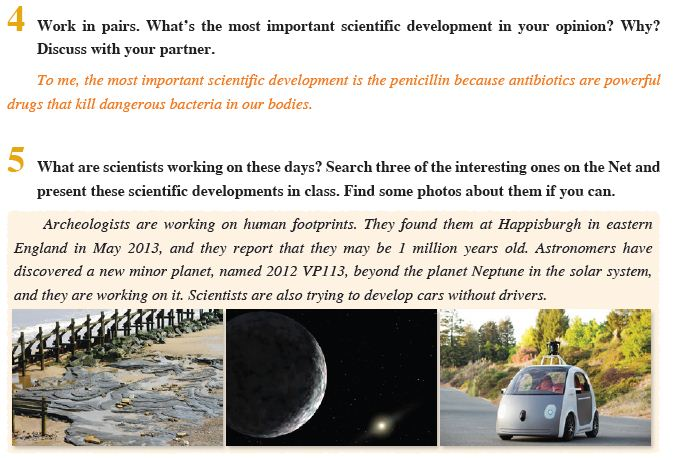 4 Work in pairs. What's the most important scientific development in your opinion? Why?
Discuss with your partner.
To me, the most important scientific development is the penicillin because antibiotics are powerful
drugs that kill dangerous bacteria in our bodies.
5 What are scientists working on these days? Search three of the interesting ones on the Net and
present these scientific developments in class. Find some photos about them if you can.
Archeologists are working on human footprints. They found them at Happisburgh in eastern
England in May 2013, and they report that they may be 1 million years old. Astronomers have
discovered a new minor planet, named 2012 VP113, beyond the planet Neptune in the solar system,
and they are working on it. Scientists are also trying to develop cars without drivers.